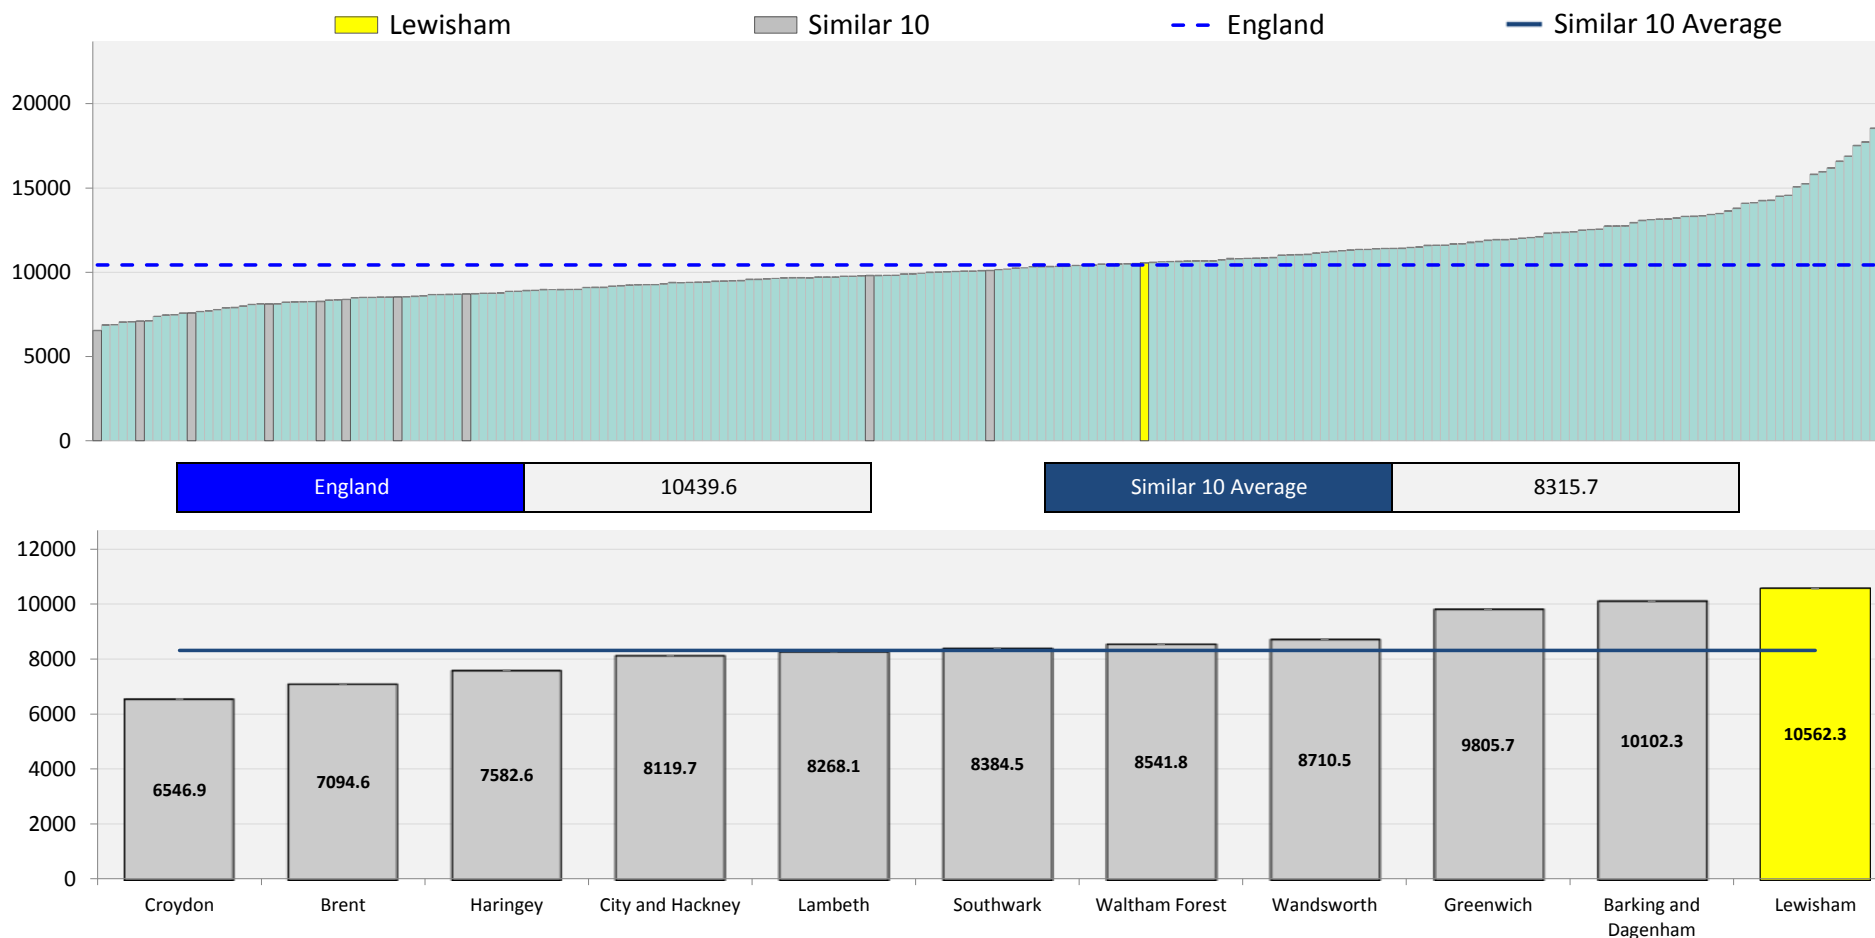 Lewisham Similar 10 England Similar 10 Average
20000
15000
10000
5000
0
England 10439.6 Similar 10 Average 8315.7
12000
10000
8000
6000
4000
2000
0
6546.9 7094.6 7582.6 8119.7 8268.1 8384.5 8541.8 8710.5 9805.7 10102.3 10562.3
Croydon Brent Haringey City and Hackney Lambeth Southwark Waltham Forest Wandsworth Greenwich Barking and Lewisham
Dagenham